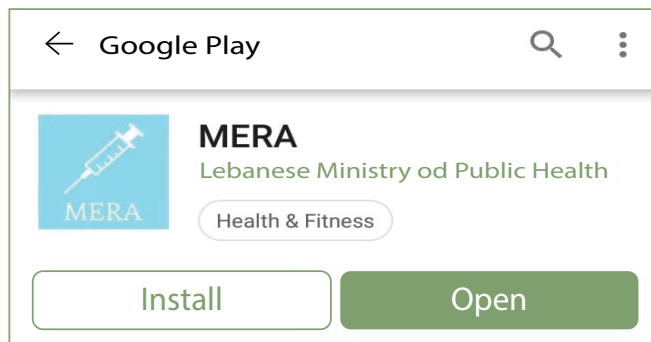 Google Play
MERA
Lebanese Ministry od Public Health
MERA
Health & Fitness
Install
Open